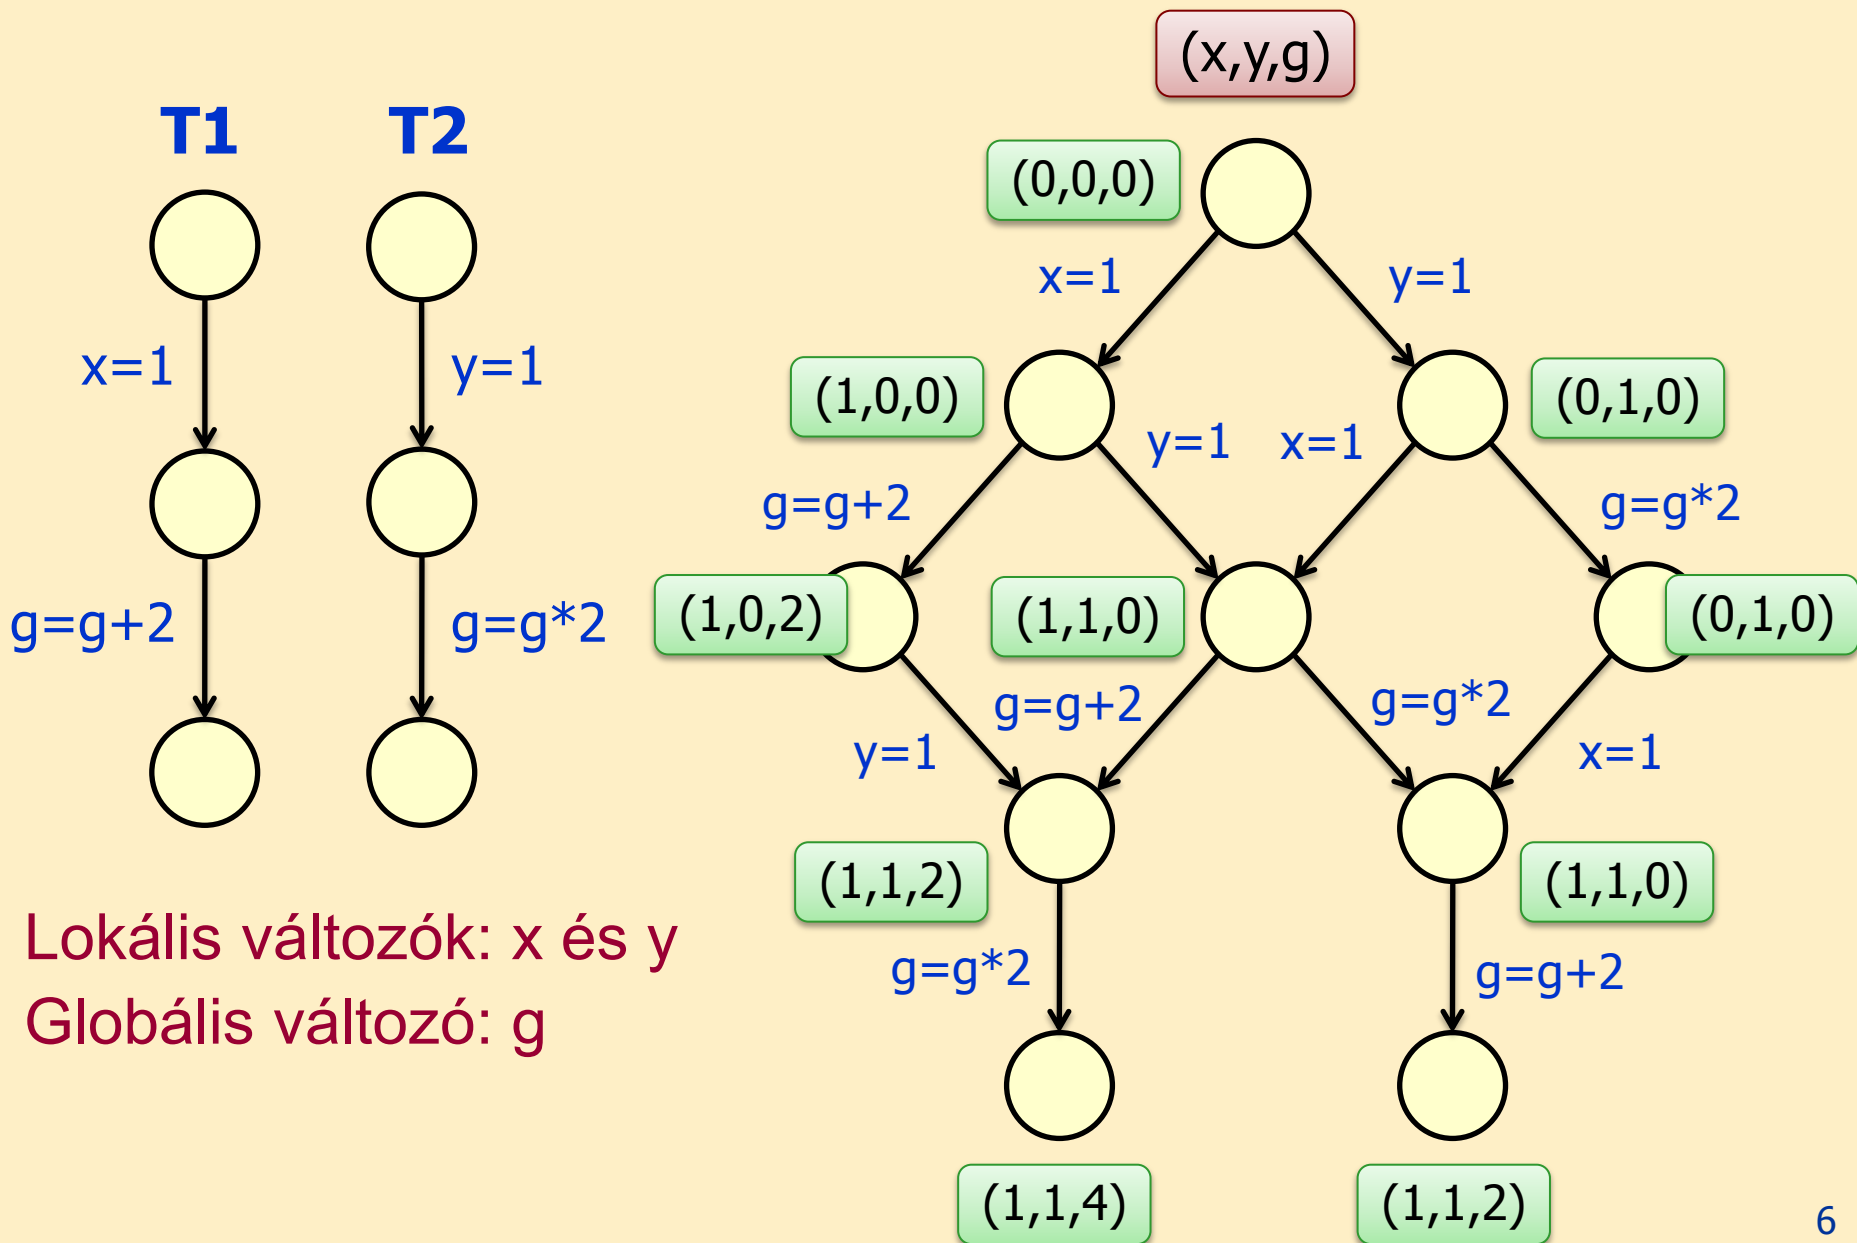 (x,y,g)
T1 T2
(0,0,0)
x=1 y=1
x=1 y=1
(1,0,0) (0,1,0)
y=1 x=1
g=g+2 g=g*2
g=g+2 g=g*2
(1,0,2) (1,1,0) (0,1,0)
g=g+2 g=g*2
y=1 x=1
(1,1,2) (1,1,0)
Lokális változók: x és y
Globális változó: g
g=g*2 g=g+2
(1,1,4) (1,1,2)
6